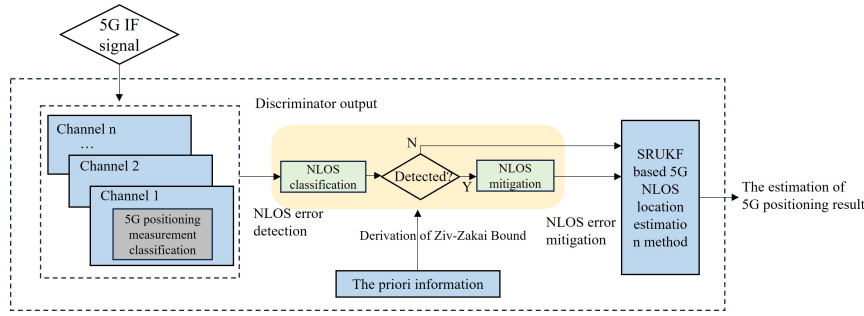 5G IF
signal
Discriminator output
Channel n
…
Channel 2
Channel 1
5G positioning
measurement
classification
NLOS
classification
NLOS error
detection
N
Detected?
Y
NLOS
mitigation
NLOS error
mitigation
Derivation of Ziv-Zakai Bound
The priori information
SRUKF
based 5G
NLOS
location
estimatio
n method
The estimation of
5G positioning result